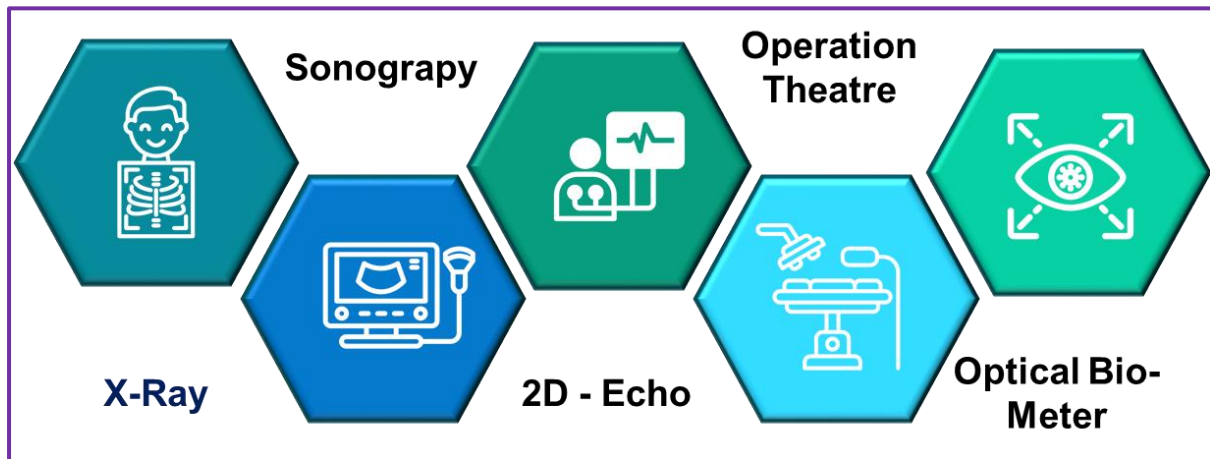 Sonograpy
Operation
Theatre
X-Ray
2D - Echo
Optical Bio-
Meter